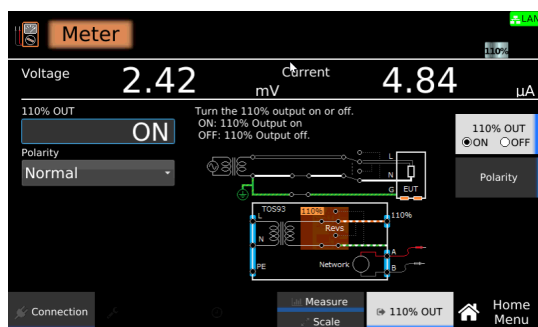 LAN
Meter
110%
Voltage 2.42 mV Current 4.84 μA
110% OUT
ON
Polarity
Normal
Turn the 110% output on or off.
ON: 110% Output on
OFF: 110% Output off.
L
N
G EUT
TOS93
L 110% 110%
Revs
N
A
PE Network B
110% OUT
ON OFF
Polarity
Connection
Measure
Scale
110% OUT
Home
Menu